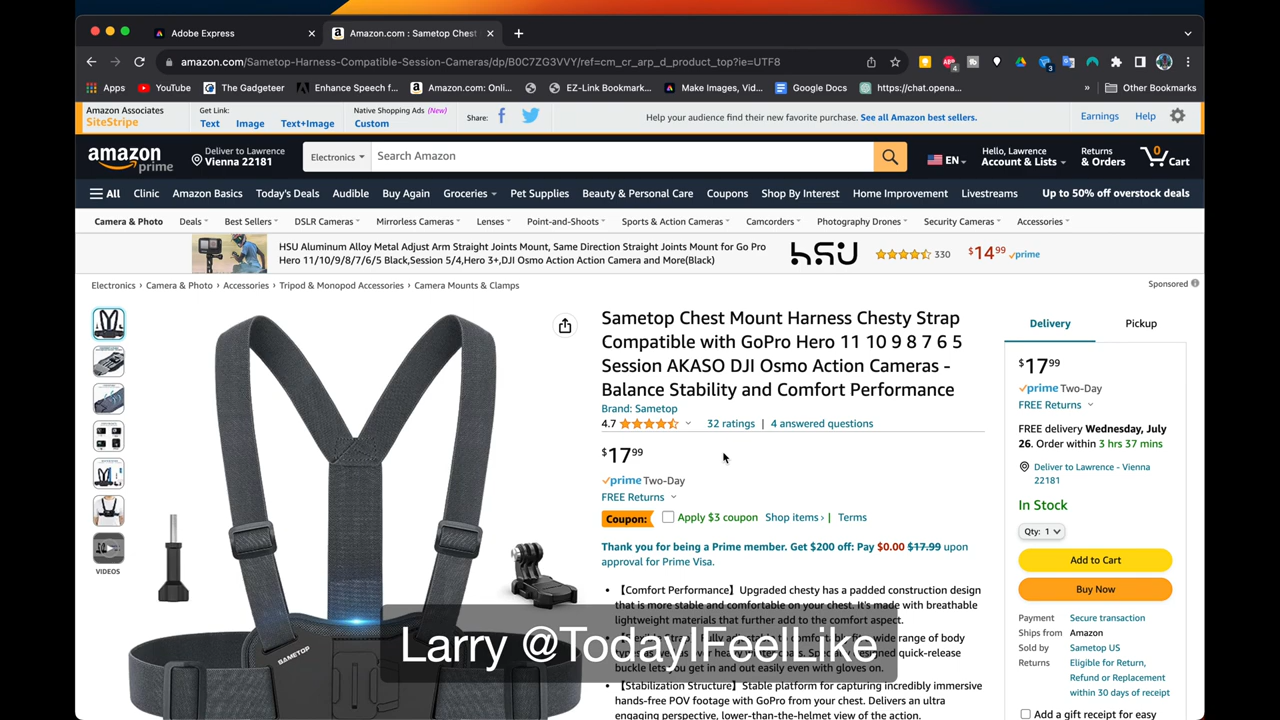 Adobe Express
Amazon.com : Sametop Chest
amazon.com/Sametop-Harness-Compatible-Session-Cameras/dp/B0C7ZG3VVY/ref=cm_cr_arp_d_product_top?ie=UTF8
Apps YouTube The Gadgeteer Enhance Speech f... Amazon.com: Onli... EZ-Link Bookmark... Make Images, Vid... Google Docs https://chat.opena... » Other Bookmarks
Amazon Associates
SiteStripe
Get Link:
Text Image Text+Image
Native Shopping Ads (New)
Custom
Share:
Help your audience find their new favorite purchase. See all Amazon best sellers.
Earnings Help
amazon
prime
Deliver to Lawrence
Vienna 22181
Electronics Search Amazon
EN
Hello, Lawrence
Account & Lists
Returns
& Orders
0
Cart
All Clinic Amazon Basics Today's Deals Audible Buy Again Groceries Pet Supplies Beauty & Personal Care Coupons Shop By Interest Home Improvement Livestreams Up to 50% off overstock deals
Camera & Photo Deals Best Sellers DSLR Cameras Mirrorless Cameras Lenses Point-and-Shoots Sports & Action Cameras Camcorders Photography Drones Security Cameras Accessories
HSU Aluminum Alloy Metal Adjust Arm Straight Joints Mount, Same Direction Straight Joints Mount for Go Pro
Hero 11/10/9/8/7/6/5 Black,Session 5/4,Hero 3+,DJI Osmo Action Action Camera and More(Black)
hsu
330
$14.99 prime
Sponsored
Electronics › Camera & Photo › Accessories › Tripod & Monopod Accessories › Camera Mounts & Clamps
VIDEOS
SAMETOP
Sametop Chest Mount Harness Chesty Strap
Compatible with GoPro Hero 11 10 9 8 7 6 5
Session AKASO DJI Osmo Action Cameras -
Balance Stability and Comfort Performance
Brand: Sametop
4.7 32 ratings | 4 answered questions
$17.99
prime Two-Day
FREE Returns
Coupon: Apply $3 coupon Shop items › | Terms
Thank you for being a Prime member. Get $200 off: Pay $0.00 $17.99 upon
approval for Prime Visa.
• 【Comfort Performance】Upgraded chesty has a padded construction design
that is more stable and comfortable on your chest. It's made with breathable
lightweight materials that further add to the comfort aspect.
wide range of body
quick-release
buckle lets you get in and out easily even with gloves on.
• 【Stabilization Structure】Stable platform for capturing incredibly immersive
hands-free POV footage with GoPro from your chest. Delivers an ultra
engaging perspective, lower-than-the-helmet view of the action.
Larry @TodayIFeelLike
Delivery Pickup
$17.99
prime Two-Day
FREE Returns
FREE delivery Wednesday, July
26. Order within 3 hrs 37 mins
Deliver to Lawrence - Vienna
22181
In Stock
Qty: 1
Add to Cart
Buy Now
Payment Secure transaction
Ships from Amazon
Sold by Sametop US
Returns Eligible for Return,
Refund or Replacement
within 30 days of receipt
Add a gift receipt for easy